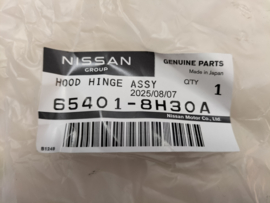 NISSAN
GROUP
GENUINE PARTS
Made in Japan
HOOD HINGE ASSY
Q'TY
2025/08/07
1
65401-8H30A
Nissan Motor Co., Ltd.